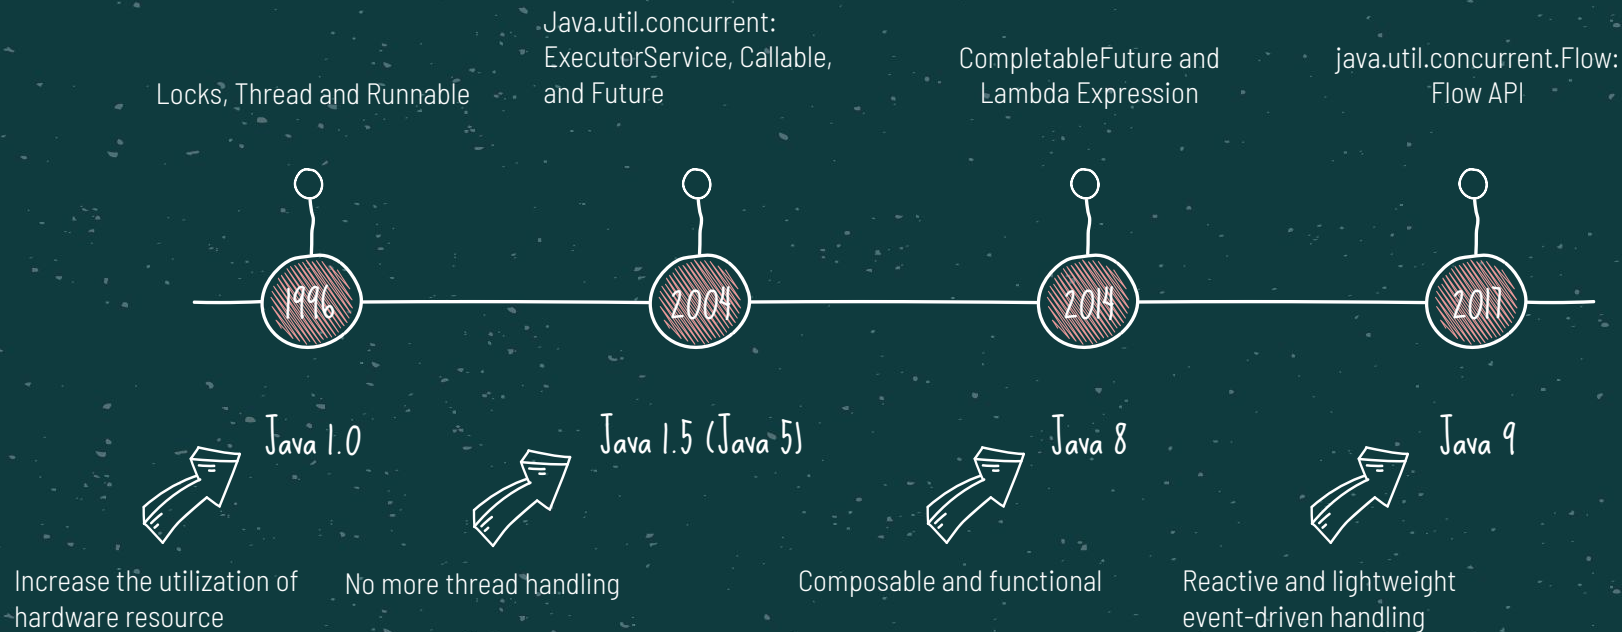 Locks, Thread and Runnable
Java.util.concurrent:
ExecutorService, Callable,
and Future
CompletableFuture and
Lambda Expression
java.util.concurrent.Flow:
Flow API
1996
2004
2014
2017
Java 1.0
Java 1.5 (Java 5)
Java 8
Java 9
Increase the utilization of
hardware resource
No more thread handling
Composable and functional
Reactive and lightweight
event-driven handling